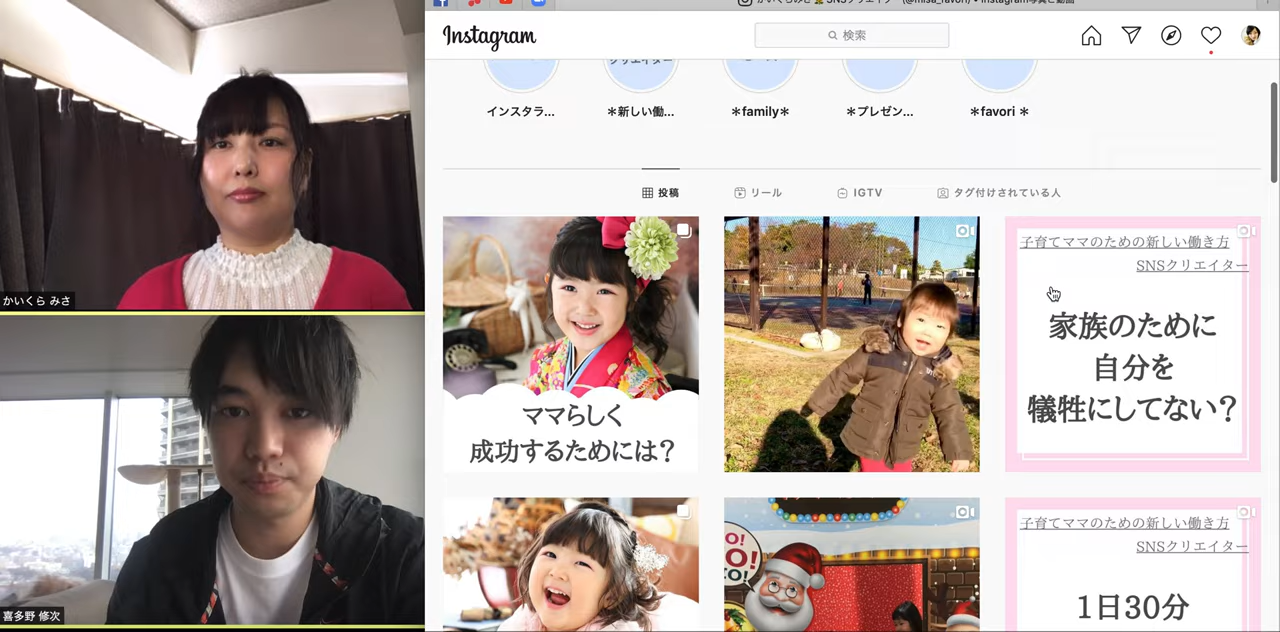 かいくら みさ
喜多野 修次
Instagram
検索
インスタラ...
＊新しい働...
＊family＊
＊プレゼン...
＊favori ＊
投稿
リール
IGTV
タグ付けされている人
ママらしく
成功するためには？
子育てママのための新しい働き方
SNSクリエイター
家族のために
自分を
犠牲にしてない？
子育てママのための新しい働き方
SNSクリエイター
1日30分